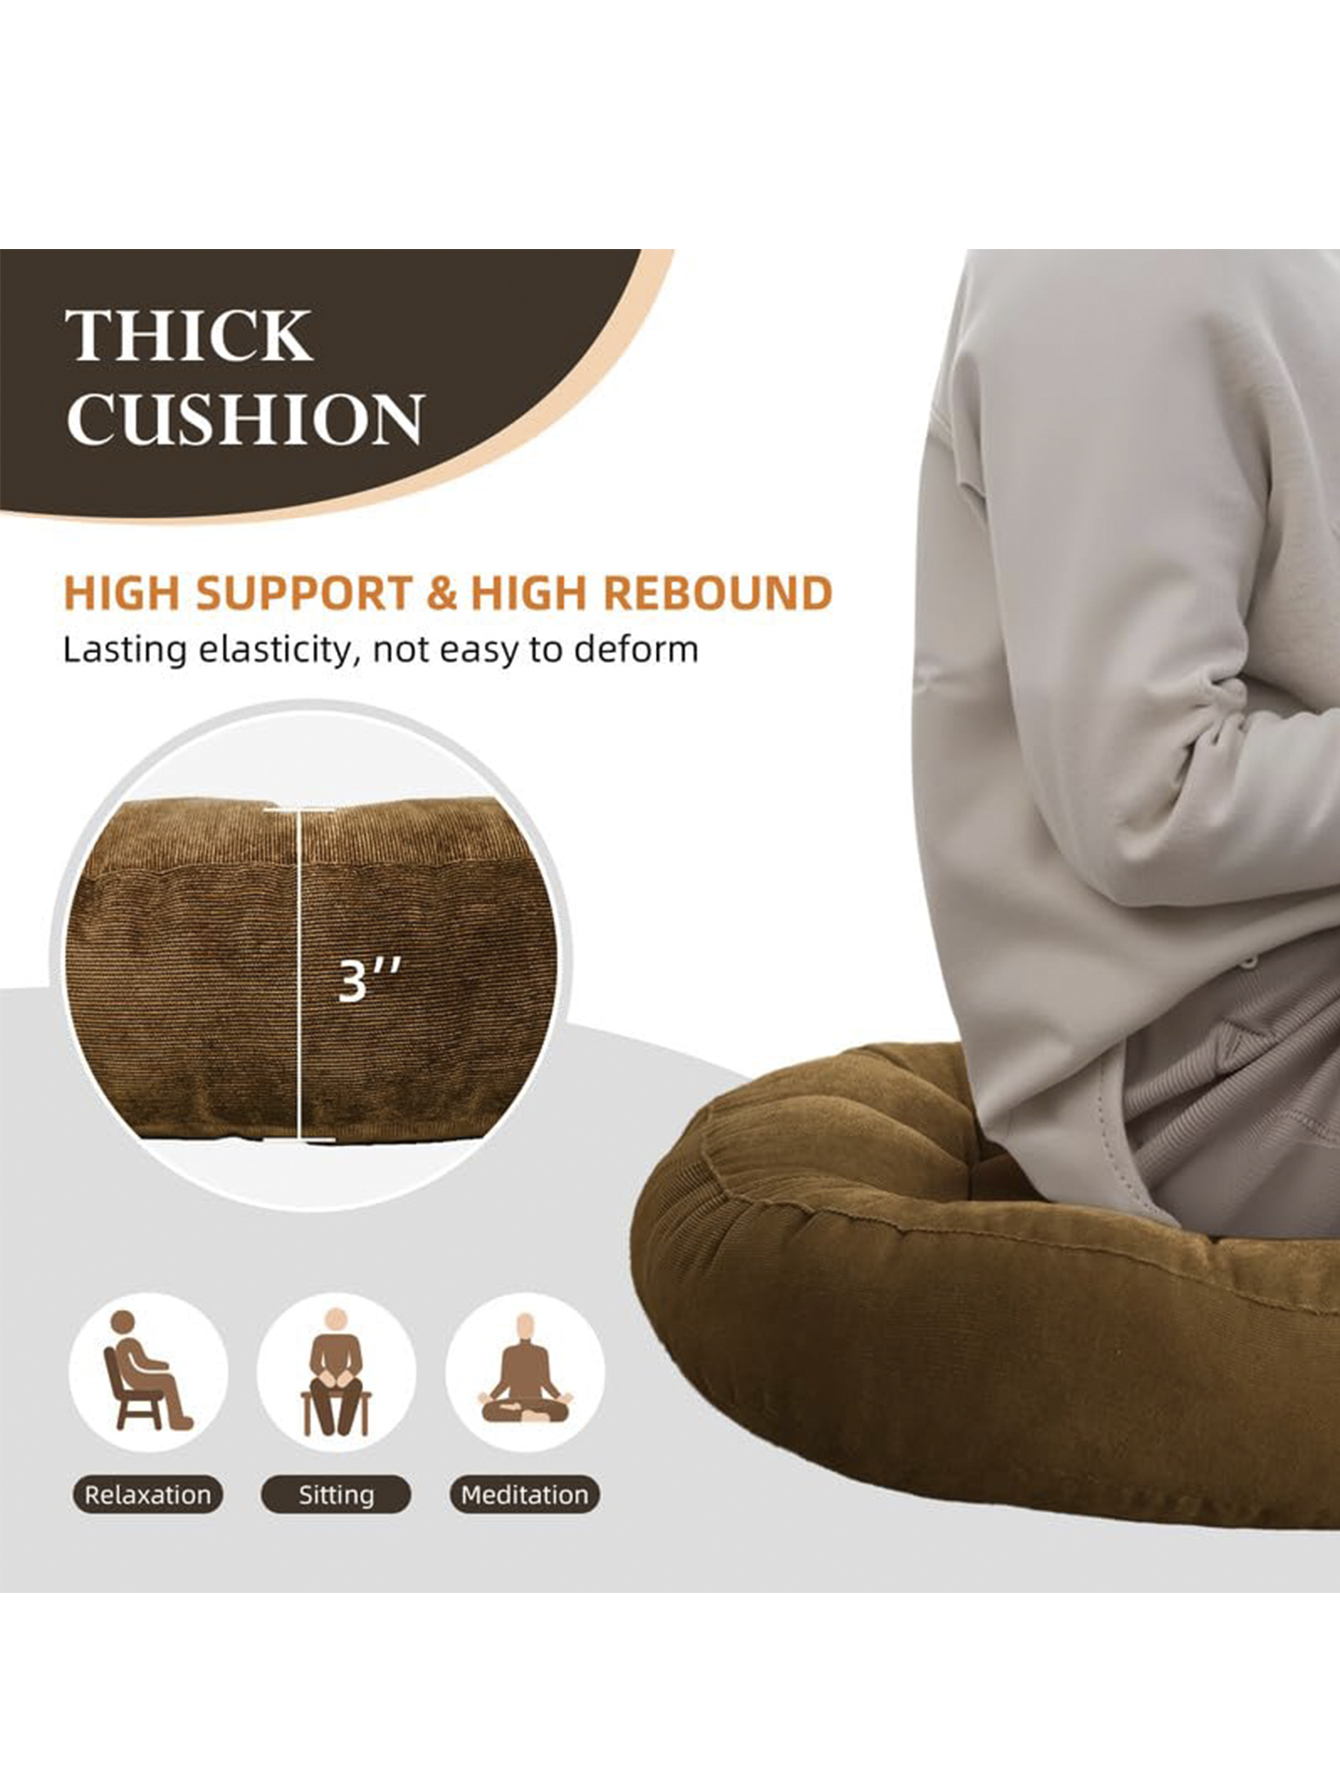 THICK
CUSHION
HIGH SUPPORT & HIGH REBOUND
Lasting elasticity, not easy to deform
3’’
Relaxation
Sitting
Meditation